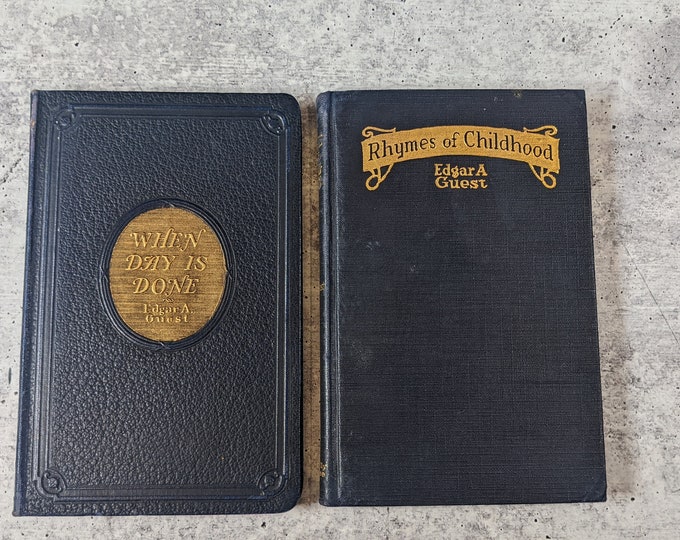 WHEN
DAY IS
DONE
Edgar A.
Guest
Rhymes of Childhood
Edgar A
Guest